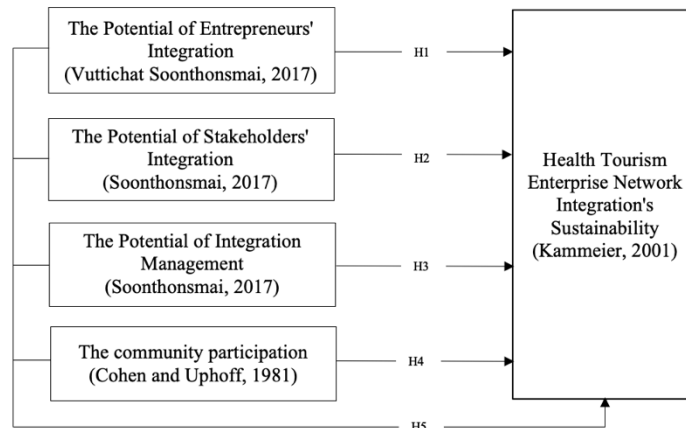 The Potential of Entrepreneurs'
Integration
(Vuttichat Soonthonsmai, 2017)
H1
The Potential of Stakeholders'
Integration
(Soonthonsmai, 2017)
H2
The Potential of Integration
Management
(Soonthonsmai, 2017)
H3
The community participation
(Cohen and Uphoff, 1981)
H4
H5
Health Tourism
Enterprise Network
Integration's
Sustainability
(Kammeier, 2001)